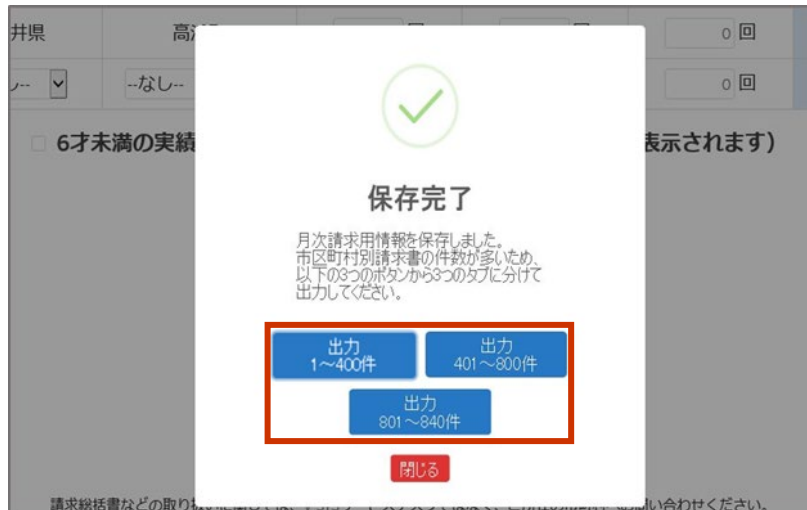 井県
0 回
--なし--
0 回
6才未満の実績
表示されます）
保存完了
月次請求用情報を保存しました。
市区町村別請求書の件数が多いため、
以下の3つのボタンから3つのタブに分けて
出力してください。
出力
1～400件
出力
401～800件
出力
801～840件
閉じる
請求総括書などの取り扱
い合わせください。